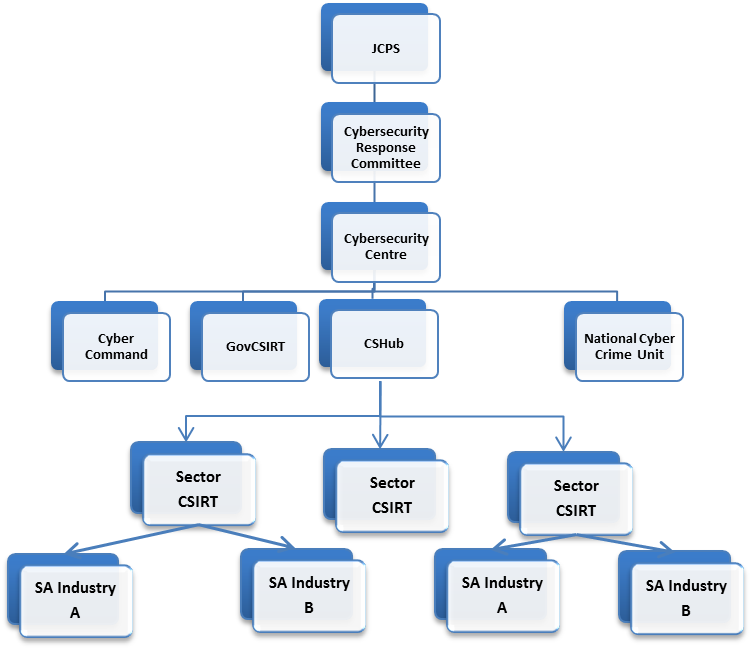 JCPS
Cybersecurity
Response
Committee
Cybersecurity
Centre
Cyber
Command
GovCSIRT
CSHub
National Cyber
Crime Unit
Sector
CSIRT
Sector
CSIRT
Sector
CSIRT
SA Industry
A
SA Industry
B
SA Industry
A
SA Industry
B